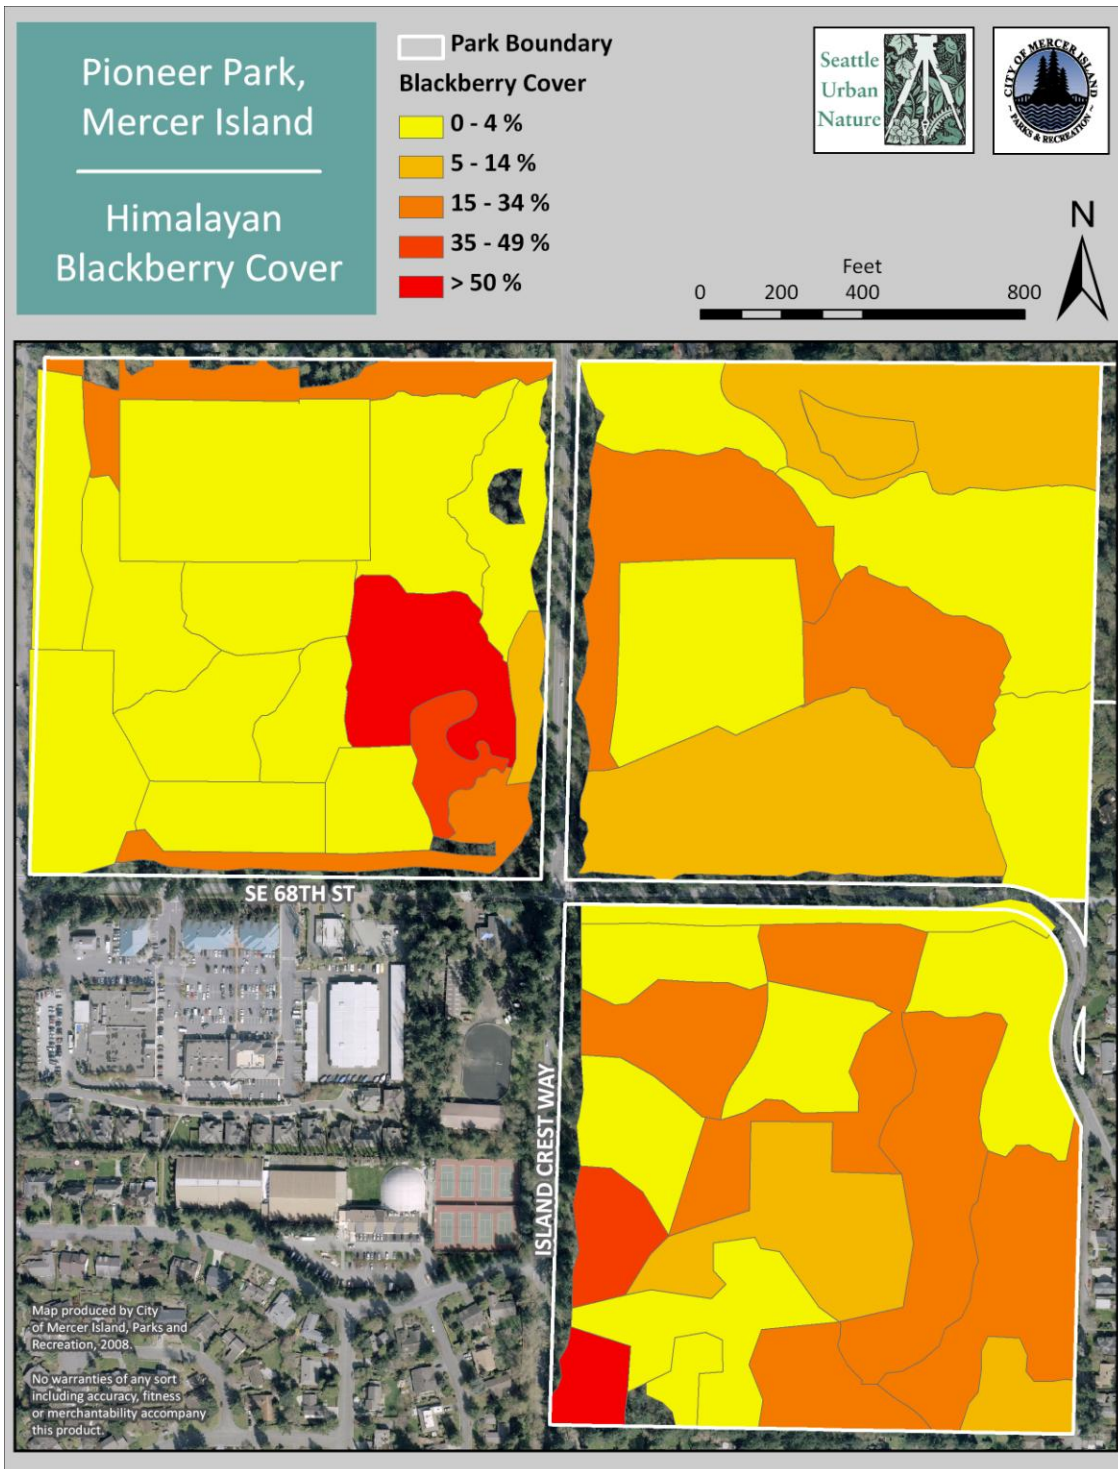 Pioneer Park,
Mercer Island
Himalayan
Blackberry Cover
Park Boundary
Blackberry Cover
0 - 4 %
5 - 14 %
15 - 34 %
35 - 49 %
> 50 %
Seattle
Urban
Nature
CITY OF MERCER ISLAND
~ PARKS & RECREATION ~
N
Feet
0 200 400 800
SE 68TH ST
ISLAND CREST WAY
Map produced by City
of Mercer Island, Parks and
Recreation, 2008.
No warranties of any sort
including accuracy, fitness
or merchantability accompany
this product.